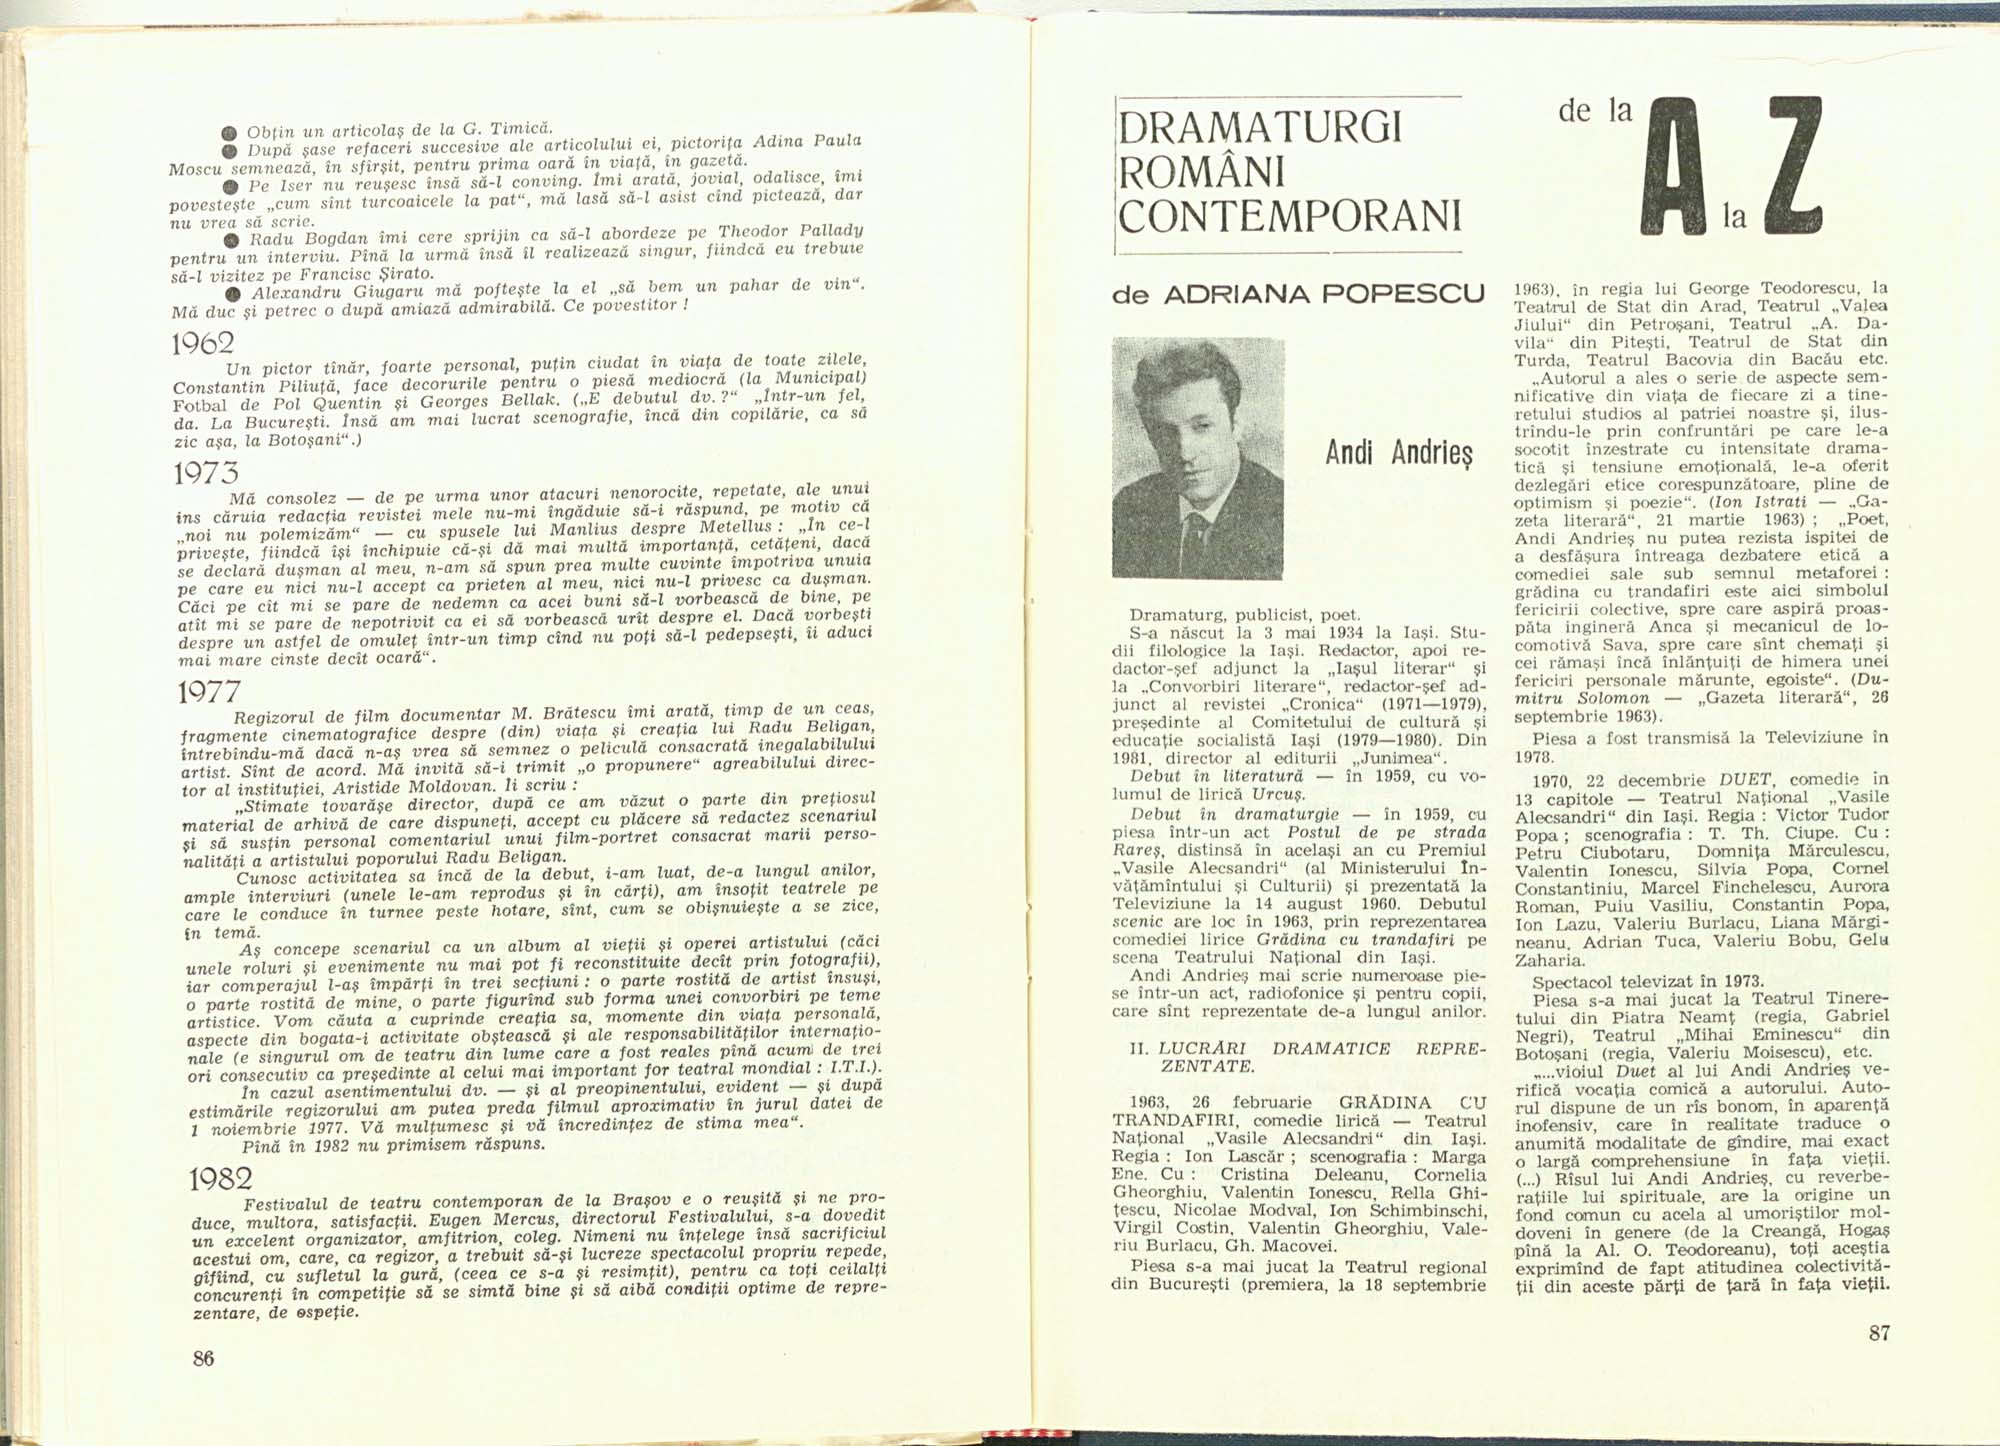 ● Obțin un articolaș de la G. Timică.
● După șase refaceri succesive ale articolului ei, pictorița Adina Paula
Moscu semnează, în sfîrșit, pentru prima oară în viață, în gazetă.
● Pe Iser nu reușesc însă să-l conving. Îmi arată, jovial, odalisce, îmi
povestește „cum sînt turcoaicele la pat“, mă lasă să-l asist cînd pictează, dar
nu vrea să scrie.
● Radu Bogdan îmi cere sprijin ca să-l abordeze pe Theodor Pallady
pentru un interviu. Pînă la urmă însă îl realizează singur, fiindcă eu trebuie
să-l vizitez pe Francisc Șirato.
● Alexandru Giugaru mă poftește la el „să bem un pahar de vin“.
Mă duc și petrec o după amiază admirabilă. Ce povestitor !
1962
Un pictor tînăr, foarte personal, puțin ciudat în viața de toate zilele,
Constantin Piliuță, face decorurile pentru o piesă mediocră (la Municipal)
Fotbal de Pol Quentin și Georges Bellak. („E debutul dv. ?“ „Într-un fel,
da. La București. Însă am mai lucrat scenografie, încă din copilărie, ca să
zic așa, la Botoșani“.)
1973
Mă consolez — de pe urma unor atacuri nenorocite, repetate, ale unui
ins căruia redacția revistei mele nu-mi îngăduie să-i răspund, pe motiv că
„noi nu polemizăm“ — cu spusele lui Manlius despre Metellus : „În ce-l
privește, fiindcă își închipuie că-și dă mai multă importanță, cetățeni, dacă
se declară dușman al meu, n-am să spun prea multe cuvinte împotriva unuia
pe care eu nici nu-l accept ca prieten al meu, nici nu-l privesc ca dușman.
Căci pe cît mi se pare de nedemn ca acei buni să-l vorbească de bine, pe
atît mi se pare de nepotrivit ca ei să vorbească urît despre el. Dacă vorbești
despre un astfel de omuleț într-un timp cînd nu poți să-l pedepsești, îi aduci
mai mare cinste decît ocară“.
1977
Regizorul de film documentar M. Brătescu îmi arată, timp de un ceas,
fragmente cinematografice despre (din) viața și creația lui Radu Beligan,
întrebîndu-mă dacă n-aș vrea să semnez o peliculă consacrată inegalabilului
artist. Sînt de acord. Mă invită să-i trimit „o propunere“ agreabilului direc-
tor al instituției, Aristide Moldovan. Ii scriu :
„Stimate tovarășe director, după ce am văzut o parte din prețiosul
material de arhivă de care dispuneți, accept cu plăcere să redactez scenariul
și să susțin personal comentariul unui film-portret consacrat marii perso-
nalități a artistului poporului Radu Beligan.
Cunosc activitatea sa încă de la debut, i-am luat, de-a lungul anilor,
ample interviuri (unele le-am reprodus și în cărți), am însoțit teatrele pe
care le conduce în turnee peste hotare, sînt, cum se obișnuiește a se zice,
în temă.
Aș concepe scenariul ca un album al vieții și operei artistului (căci
unele roluri și evenimente nu mai pot fi reconstituite decît prin fotografii),
iar comperajul l-aș împărți în trei secțiuni : o parte rostită de artist însuși,
o parte rostită de mine, o parte figurînd sub forma unei convorbiri pe teme
artistice. Vom căuta a cuprinde creația sa, momente din viața personală,
aspecte din bogata-i activitate obștească și ale responsabilităților internațio-
nale (e singurul om de teatru din lume care a fost reales pînă acum de trei
ori consecutiv ca președinte al celui mai important for teatral mondial : I.T.I.).
În cazul asentimentului dv. — și al preopinentului, evident — și după
estimările regizorului am putea preda filmul aproximativ în jurul datei de
1 noiembrie 1977. Vă mulțumesc și vă încredințez de stima mea“.
Pînă în 1982 nu primisem răspuns.
1982
Festivalul de teatru contemporan de la Brașov e o reușită și ne pro-
duce, multora, satisfacții. Eugen Mercus, directorul Festivalului, s-a dovedit
un excelent organizator, amfitrion, coleg. Nimeni nu înțelege însă sacrificiul
acestui om, care, ca regizor, a trebuit să-și lucreze spectacolul propriu repede,
gîfîind, cu sufletul la gură, (ceea ce s-a și resimțit), pentru ca toți ceilalți
concurenți în competiție să se simtă bine și să aibă condiții optime de repre-
zentare, de ospeție.
86
DRAMATURGI
ROMÂNI
CONTEMPORANI
de la A la Z
de ADRIANA POPESCU
Andi Andrieș
Dramaturg, publicist, poet.
S-a născut la 3 mai 1934 la Iași. Stu-
dii filologice la Iași. Redactor, apoi re-
dactor-șef adjunct la „Iașul literar“ și
la „Convorbiri literare“, redactor-șef ad-
junct al revistei „Cronica“ (1971—1979),
președinte al Comitetului de cultură și
educație socialistă Iași (1979—1980). Din
1981, director al editurii „Junimea“.
Debut în literatură — în 1959, cu vo-
lumul de lirică Urcuș.
Debut în dramaturgie — în 1959, cu
piesa într-un act Postul de pe strada
Rareș, distinsă în același an cu Premiul
„Vasile Alecsandri“ (al Ministerului În-
vățămîntului și Culturii) și prezentată la
Televiziune la 14 august 1960. Debutul
scenic are loc în 1963, prin reprezentarea
comediei lirice Grădina cu trandafiri pe
scena Teatrului Național din Iași.
Andi Andrieș mai scrie numeroase pie-
se într-un act, radiofonice și pentru copii,
care sînt reprezentate de-a lungul anilor.
II. LUCRĂRI DRAMATICE REPRE-
ZENTATE.
1963, 26 februarie GRĂDINA CU
TRANDAFIRI, comedie lirică — Teatrul
Național „Vasile Alecsandri“ din Iași.
Regia : Ion Lascăr ; scenografia : Marga
Ene. Cu : Cristina Deleanu, Cornelia
Gheorghiu, Valentin Ionescu, Rella Ghi-
țescu, Nicolae Modval, Ion Schimbinschi,
Virgil Costin, Valentin Gheorghiu, Vale-
riu Burlacu, Gh. Macovei.
Piesa s-a mai jucat la Teatrul regional
din București (premiera, la 18 septembrie
1963), în regia lui George Teodorescu, la
Teatrul de Stat din Arad, Teatrul „Valea
Jiului“ din Petroșani, Teatrul „A. Da-
vila“ din Pitești, Teatrul de Stat din
Turda, Teatrul Bacovia din Bacău etc.
„Autorul a ales o serie de aspecte sem-
nificative din viața de fiecare zi a tine-
retului studios al patriei noastre și, ilus-
trîndu-le prin confruntări pe care le-a
socotit înzestrate cu intensitate drama-
tică și tensiune emoțională, le-a oferit
dezlegări etice corespunzătoare, pline de
optimism și poezie“. (Ion Istrati — „Ga-
zeta literară“, 21 martie 1963) ; „Poet,
Andi Andrieș nu putea rezista ispitei de
a desfășura întreaga dezbatere etică a
comediei sale sub semnul metaforei :
grădina cu trandafiri este aici simbolul
fericirii colective, spre care aspiră proas-
păta ingineră Anca și mecanicul de lo-
comotivă Sava, spre care sînt chemați și
cei rămași încă înlănțuiți de himera unei
fericiri personale mărunte, egoiste“. (Du-
mitru Solomon — „Gazeta literară“, 26
septembrie 1963).
Piesa a fost transmisă la Televiziune în
1978.
1970, 22 decembrie DUET, comedie in
13 capitole — Teatrul Național „Vasile
Alecsandri“ din Iași. Regia : Victor Tudor
Popa ; scenografia : T. Th. Ciupe. Cu :
Petru Ciubotaru, Domnița Mărculescu,
Valentin Ionescu, Silvia Popa, Cornel
Constantiniu, Marcel Finchelescu, Aurora
Roman, Puiu Vasiliu, Constantin Popa,
Ion Lazu, Valeriu Burlacu, Liana Mărgi-
neanu, Adrian Tuca, Valeriu Bobu, Gelu
Zaharia.
Spectacol televizat în 1973.
Piesa s-a mai jucat la Teatrul Tinere-
tului din Piatra Neamț (regia, Gabriel
Negri), Teatrul „Mihai Eminescu“ din
Botoșani (regia, Valeriu Moisescu), etc.
„...vioiul Duet al lui Andi Andrieș ve-
rifică vocația comică a autorului. Auto-
rul dispune de un rîs bonom, în aparență
inofensiv, care în realitate traduce o
anumită modalitate de gîndire, mai exact
o largă comprehensiune în fața vieții.
(...) Rîsul lui Andi Andrieș, cu reverbe-
rațiile lui spirituale, are la origine un
fond comun cu acela al umoriștilor mol-
doveni în genere (de la Creangă, Hogaș
pînă la Al. O. Teodoreanu), toți aceștia
exprimînd de fapt atitudinea colectivită-
ții din aceste părți de țară în fața vieții.
87